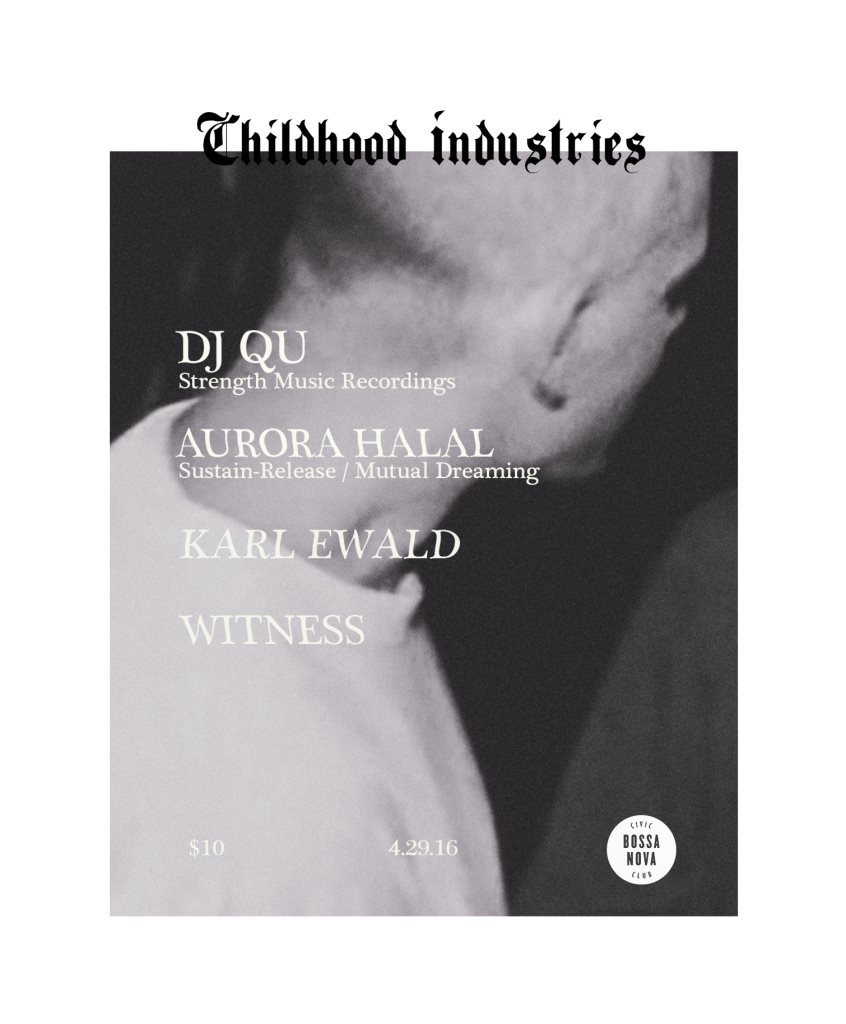 Childhood industries
DJ QU
Strength Music Recordings
AURORA HALAL
Sustain-Release / Mutual Dreaming
KARL EWALD
WITNESS
$10
4.29.16
CIVIC
BOSSA
NOVA
CLUB